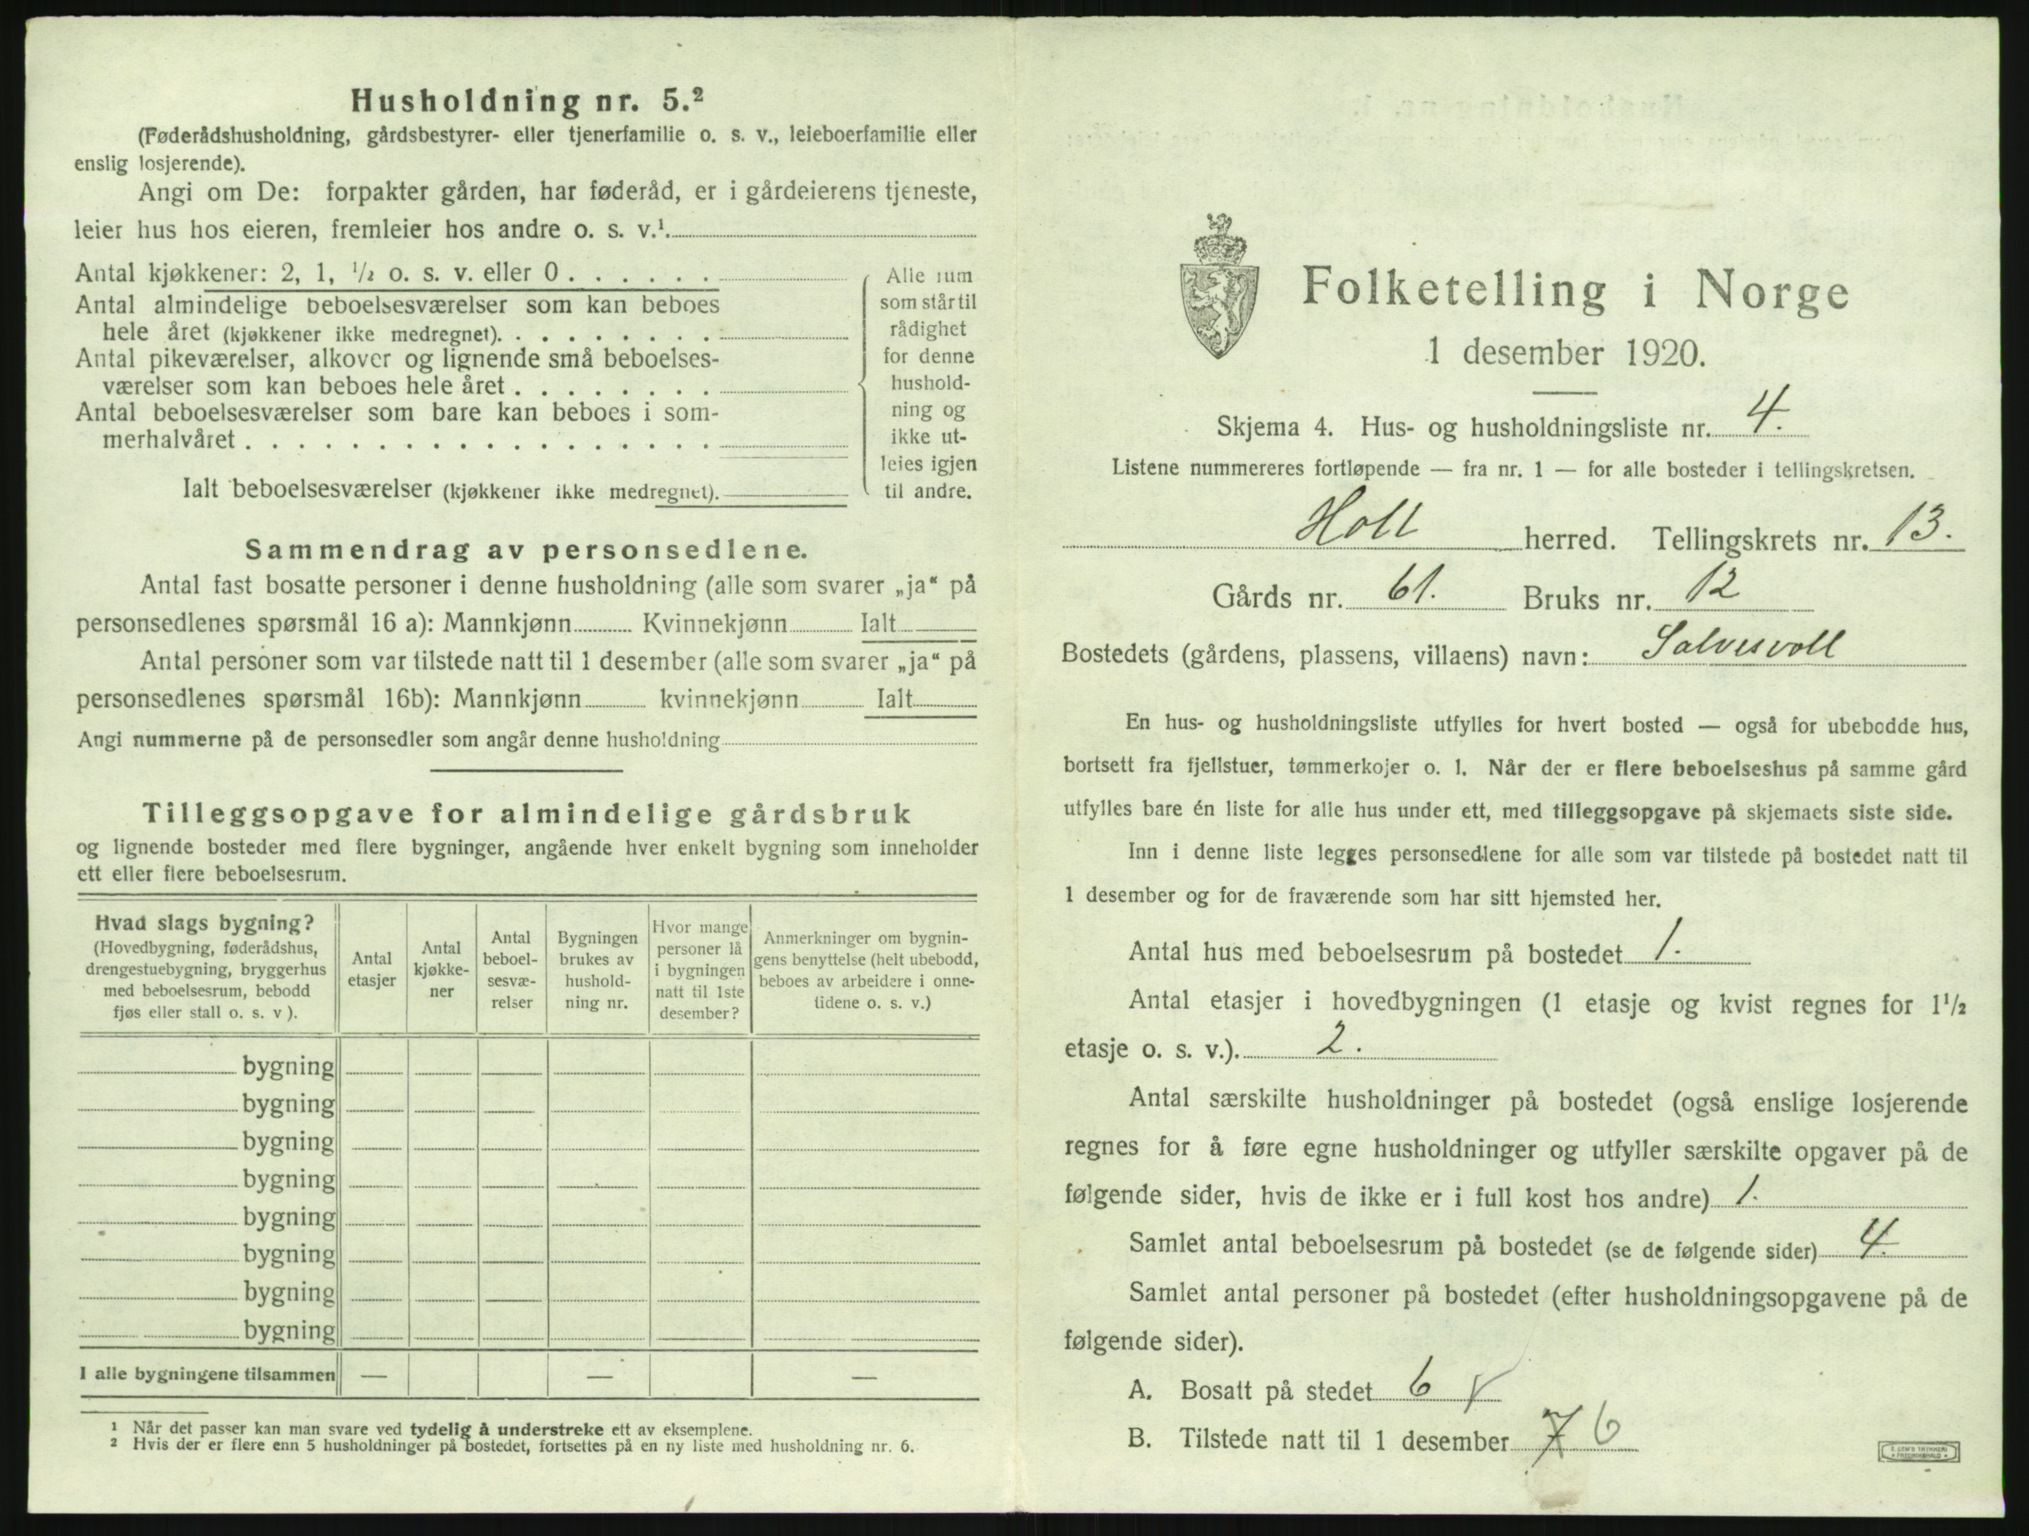 Husholdning nr. 5.²
(Føderådshusholdning, gårdsbestyrer- eller tjenerfamilie o. s. v., leieboerfamilie eller
enslig losjerende).
Angi om De: forpakter gården, har føderåd, er i gårdeierens tjeneste,
leier hus hos eieren, fremleier hos andre o. s. v.¹
Antal kjøkkener: 2, 1, ½ o. s. v. eller 0
Antal almindelige beboelsesværelser som kan beboes
hele året (kjøkkener ikke medregnet).
Antal pikeværelser, alkover og lignende små beboelses-
værelser som kan beboes hele året
Antal beboelsesværelser som bare kan beboes i som-
merhalvåret
Ialt beboelsesværelser (kjøkkener ikke medregnet).
Alle rum
som står til
rådighet
for denne
hushold-
ning og
ikke ut-
leies igjen
til andre.
Sammendrag av personsedlene.
Antal fast bosatte personer i denne husholdning (alle som svarer „ja“ på
personsedlenes spørsmål 16 a): Mannkjønn Kvinnekjønn Ialt
Antal personer som var tilstede natt til 1 desember (alle som svarer „ja“ på
personsedlenes spørsmål 16b): Mannkjønn kvinnekjønn Ialt
Angi nummerne på de personsedler som angår denne husholdning
Tilleggsopgave for almindelige gårdsbruk
og lignende bosteder med flere bygninger, angående hver enkelt bygning som inneholder
ett eller flere beboelsesrum.
Hvad slags bygning?
(Hovedbygning, føderådshus,
drengestuebygning, bryggerhus
med beboelsesrum, bebodd
fjøs eller stall o. s. v ).
Antal
etasjer
Antal
kjøkke-
ner
Antal
beboel-
sesvæ-
relser
Bygningen
brukes av
hushold-
ning nr.
Hvor mange
personer lå
i bygningen
natt til 1ste
desember?
Anmerkninger om bygnin-
gens benyttelse (helt ubebodd,
beboes av arbeidere i onne-
tidene o. s. v.)
bygning
bygning
bygning
bygning
bygning
bygning
bygning
bygning
I alle bygningene tilsammen — — —
¹ Når det passer kan man svare ved tydelig å understreke ett av eksemplene.
² Hvis der er flere enn 5 husholdninger på bostedet, fortsettes på en ny liste med husholdning nr. 6.
Folketelling i Norge
1 desember 1920.
Skjema 4. Hus- og husholdningsliste nr. 4.
Listene nummereres fortløpende — fra nr. 1 — for alle bosteder i tellingskretsen.
Holt herred. Tellingskrets nr. 13.
Gårds nr. 61. Bruks nr. 12
Bostedets (gårdens, plassens, villaens) navn: Salvesvoll
En hus- og husholdningsliste utfylles for hvert bosted — også for ubebodde hus,
bortsett fra fjellstuer, tømmerkojer o. l. Når der er flere beboelseshus på samme gård
utfylles bare én liste for alle hus under ett, med tilleggsopgave på skjemaets siste side.
Inn i denne liste legges personsedlene for alle som var tilstede på bostedet natt til
1 desember og for de fraværende som har sitt hjemsted her.
Antal hus med beboelsesrum på bostedet 1.
Antal etasjer i hovedbygningen (1 etasje og kvist regnes for 1½
etasje o. s. v.). 2.
Antal særskilte husholdninger på bostedet (også enslige losjerende
regnes for å føre egne husholdninger og utfyller særskilte opgaver på de
følgende sider, hvis de ikke er i full kost hos andre) 1.
Samlet antal beboelsesrum på bostedet (se de følgende sider) 4.
Samlet antal personer på bostedet (efter husholdningsopgavene på de
følgende sider).
A. Bosatt på stedet 6
B. Tilstede natt til 1 desember 7 6